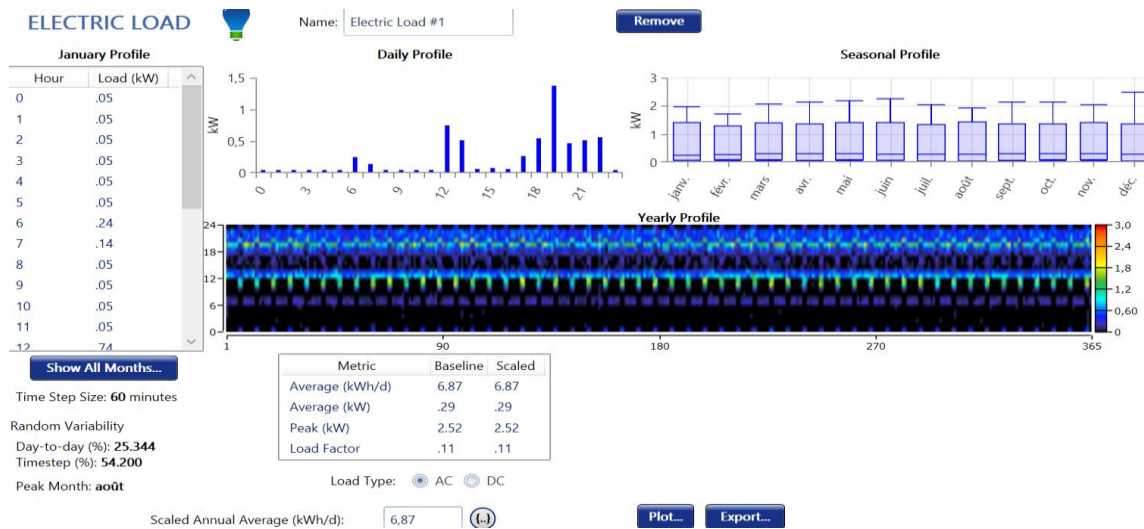 ELECTRIC LOAD
Name: Electric Load #1
Remove
January Profile
Hour Load (kW)
0 .05
1 .05
2 .05
3 .05
4 .05
5 .05
6 .24
7 .14
8 .05
9 .05
10 .05
11 .05
12 .74
Show All Months...
Time Step Size: 60 minutes
Random Variability
Day-to-day (%): 25.344
Timestep (%): 54.200
Peak Month: août
Daily Profile
kW
1,5
1
0,5
0
0 3 6 9 12 15 18 21
Seasonal Profile
kW
3
2
1
0
janv. févr. mars avr. mai juin juil. août sept. oct. nov. déc.
Yearly Profile
24
18
12
6
0
1 90 180 270 365
3,0
2,4
1,8
1,2
0,60
0
Metric Baseline Scaled
Average (kWh/d) 6.87 6.87
Average (kW) .29 .29
Peak (kW) 2.52 2.52
Load Factor .11 .11
Load Type: AC DC
Scaled Annual Average (kWh/d): 6,87 {..}
Plot... Export...